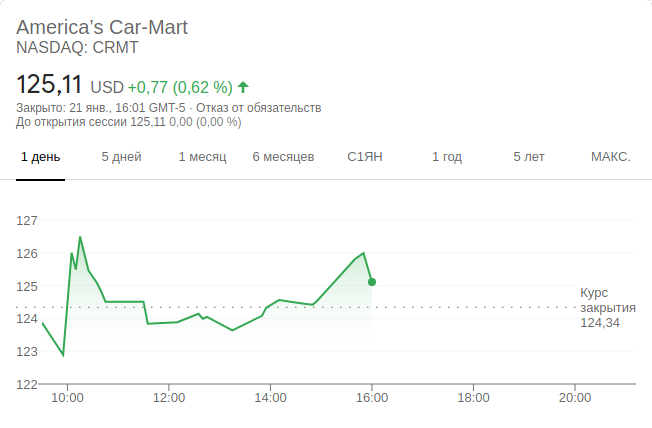 America’s Car-Mart
NASDAQ: CRMT
125,11 USD +0,77 (0,62 %)
Закрыто: 21 янв., 16:01 GMT-5 · Отказ от обязательств
До открытия сессии 125,11 0,00 (0,00 %)
1 день 5 дней 1 месяц 6 месяцев С1ЯН 1 год 5 лет МАКС.
127
126
125
124
123
122
Курс
закрытия
124,34
10:00 12:00 14:00 16:00 18:00 20:00